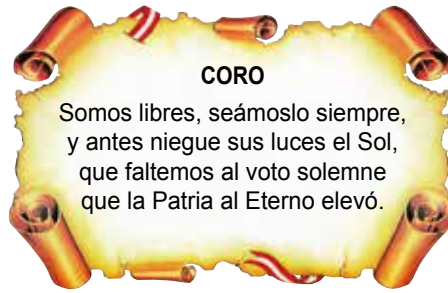 CORO
Somos libres, seámoslo siempre,
y antes niegue sus luces el Sol,
que faltemos al voto solemne
que la Patria al Eterno elevó.